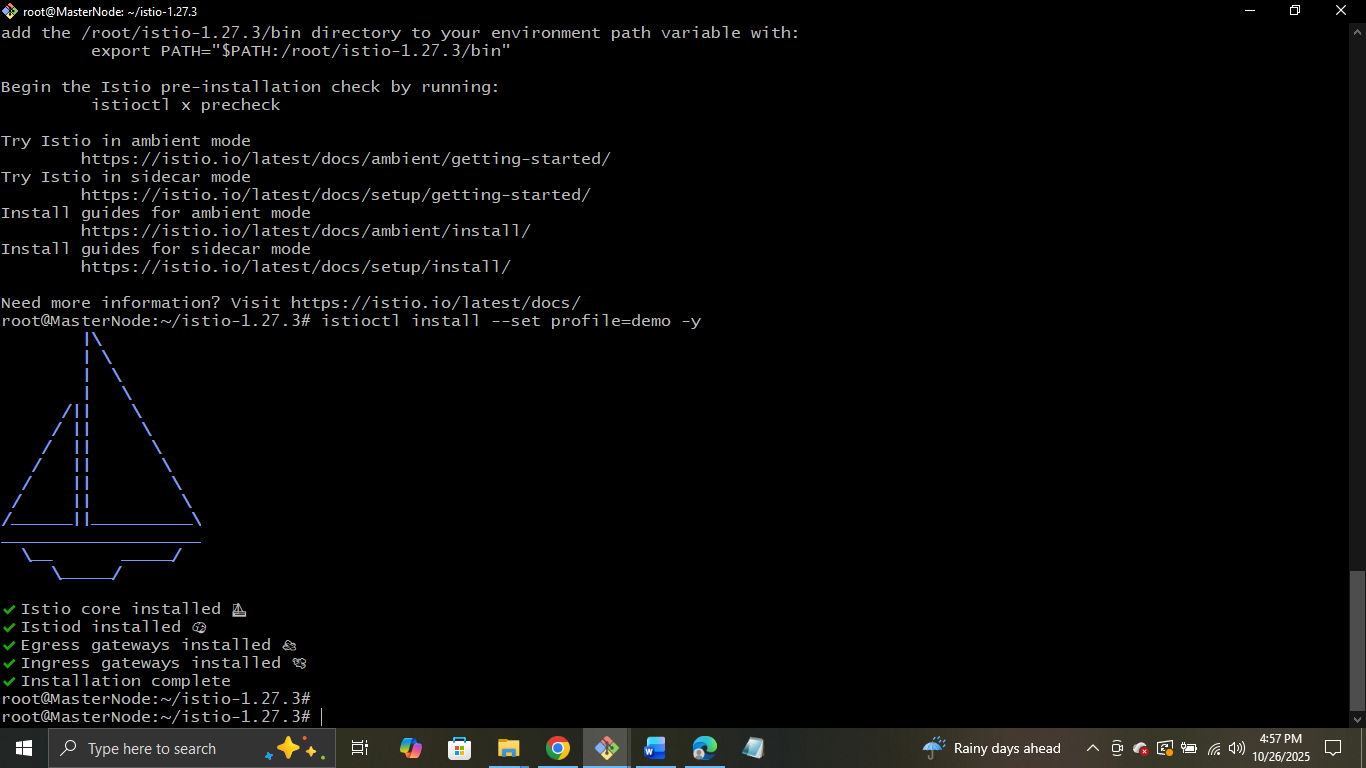 root@MasterNode: ~/istio-1.27.3
add the /root/istio-1.27.3/bin directory to your environment path variable with:
export PATH="$PATH:/root/istio-1.27.3/bin"
Begin the Istio pre-installation check by running:
istioctl x precheck
Try Istio in ambient mode
https://istio.io/latest/docs/ambient/getting-started/
Try Istio in sidecar mode
https://istio.io/latest/docs/setup/getting-started/
Install guides for ambient mode
https://istio.io/latest/docs/ambient/install/
Install guides for sidecar mode
https://istio.io/latest/docs/setup/install/
Need more information? Visit https://istio.io/latest/docs/
root@MasterNode:~/istio-1.27.3# istioctl install --set profile=demo -y
✔ Istio core installed ⛵
✔ Istiod installed 🧠
✔ Egress gateways installed 🛫
✔ Ingress gateways installed 🛬
✔ Installation complete
root@MasterNode:~/istio-1.27.3#
root@MasterNode:~/istio-1.27.3#
Type here to search
Rainy days ahead
4:57 PM
10/26/2025